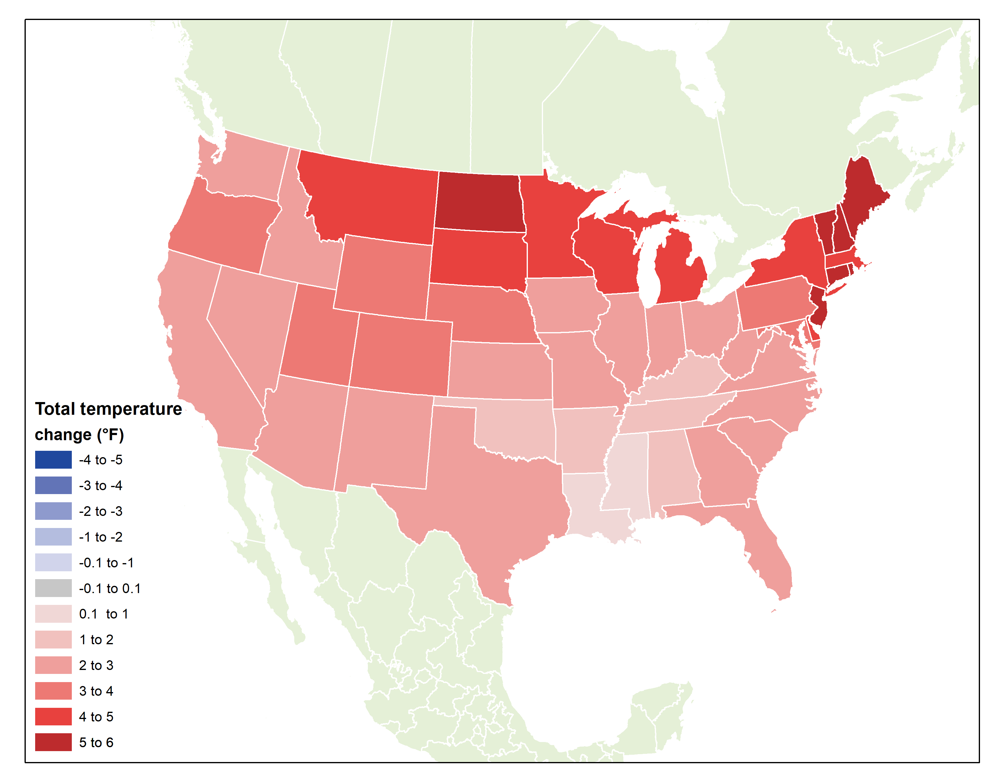 Total temperature
change (°F)
-4 to -5
-3 to -4
-2 to -3
-1 to -2
-0.1 to -1
-0.1 to 0.1
0.1  to 1
1 to 2
2 to 3
3 to 4
4 to 5
5 to 6